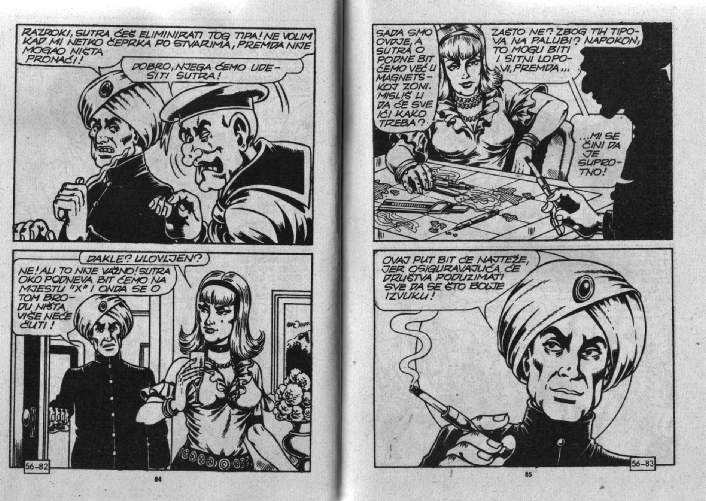 RAZROKI, SUTRA ĆEŠ ELIMINIRATI TOG TIPA! NE VOLIM
KAD MI NETKO ČEPRKA PO STVARIMA, PREMDA NIJE
MOGAO NIŠTA
PRONAĆI!
DOBRO, NJEGA ĆEMO UDE-
SITI SUTRA!
DAKLE? ULOVLJEN?
NE! ALI TO NIJE VAŽNO! SUTRA
OKO PODNEVA BIT ĆEMO NA
MJESTU "X" I ONDA SE O
TOM BRO-
DU NIŠTA
VIŠE NEĆE
ČUTI!
56-82
84
SADA SMO
OVDJE, A
SUTRA O
PODNE BIT
ĆEMO VEĆ U
MAGNETS-
KOJ ZONI.
MISLIŠ LI
DA ĆE SVE
IĆI KAKO
TREBA?
ZAŠTO NE? ZBOG TIH TIPO-
VA NA PALUBI? NAPOKON,
TO MOGU BITI
I SITNI LOPO-
VI, PREMDA...
...MI SE
ČINI DA
JE
SUPRO-
TNO!
OVAJ PUT BIT ĆE NAJTEŽE,
JER OSIGURAVAJUĆA ĆE
DRUŠTVA PODUZIMATI
SVE DA SE ŠTO BOLJE
IZVUKU!
85
56-83